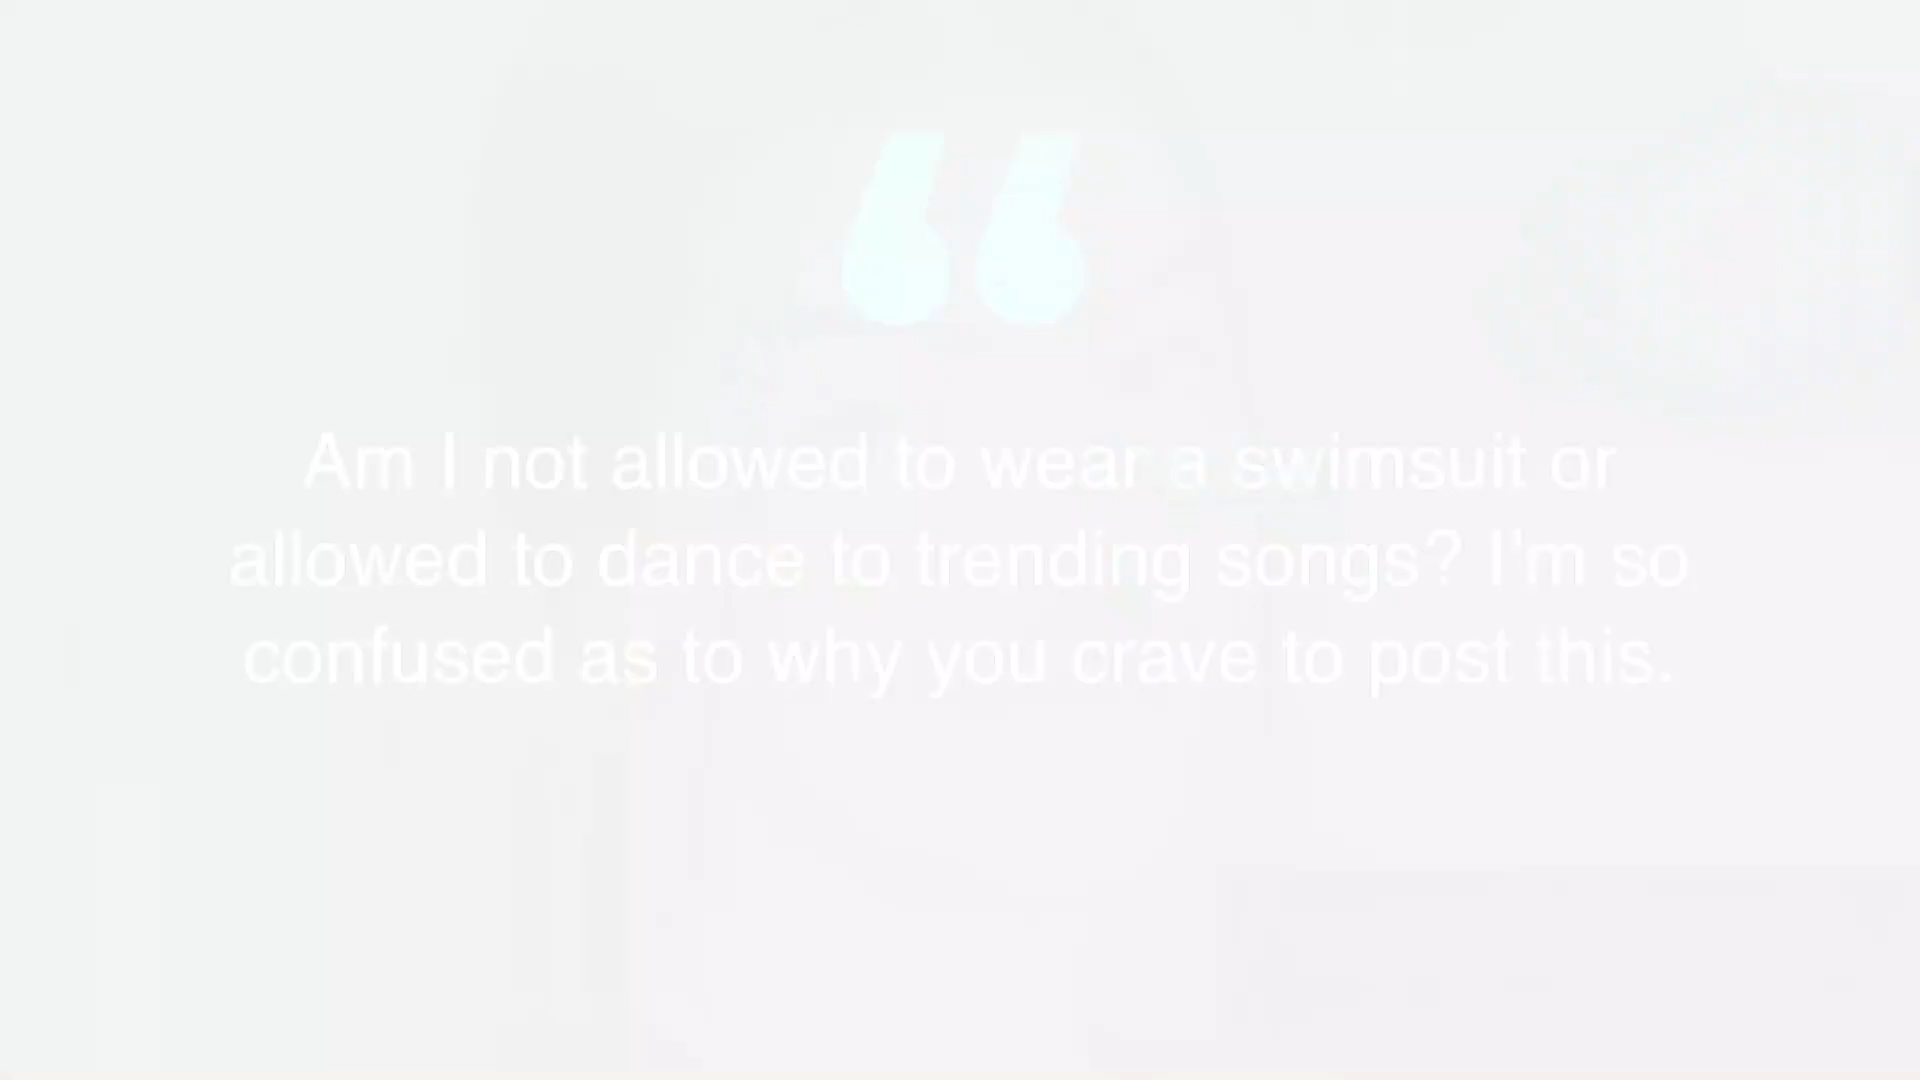 “
Am I not allowed to wear a swimsuit or
allowed to dance to trending songs? I'm so
confused as to why you crave to post this.